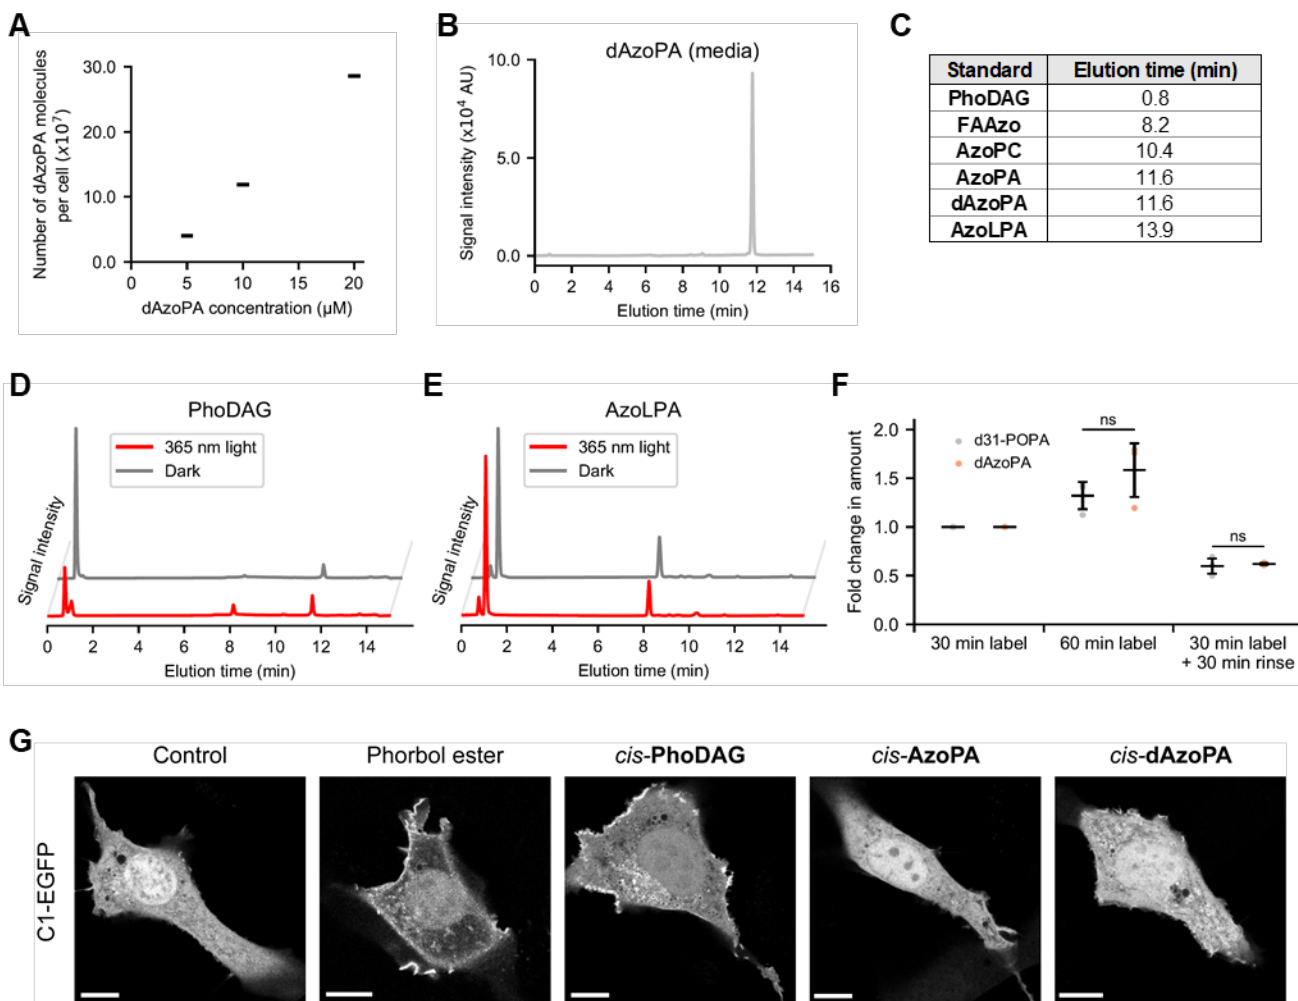 A
Number of dAzoPA molecules
per cell (x10⁷)
30.0
20.0
10.0
0.0
0
5
10
15
20
dAzoPA concentration (µM)
B
dAzoPA (media)
Signal intensity (x10⁴ AU)
10.0
5.0
0.0
0 2 4 6 8 10 12 14 16
Elution time (min)
C
Standard Elution time (min)
PhoDAG 0.8
FAAzo 8.2
AzoPC 10.4
AzoPA 11.6
dAzoPA 11.6
AzoLPA 13.9
D
PhoDAG
365 nm light
Dark
Signal intensity
0 2 4 6 8 10 12 14
Elution time (min)
E
AzoLPA
365 nm light
Dark
Signal intensity
0 2 4 6 8 10 12 14
Elution time (min)
F
Fold change in amount
2.0
1.5
1.0
0.5
0.0
d31-POPA
dAzoPA
ns
ns
30 min label
60 min label
30 min label
+ 30 min rinse
G
Control
Phorbol ester
cis-PhoDAG
cis-AzoPA
cis-dAzoPA
C1-EGFP